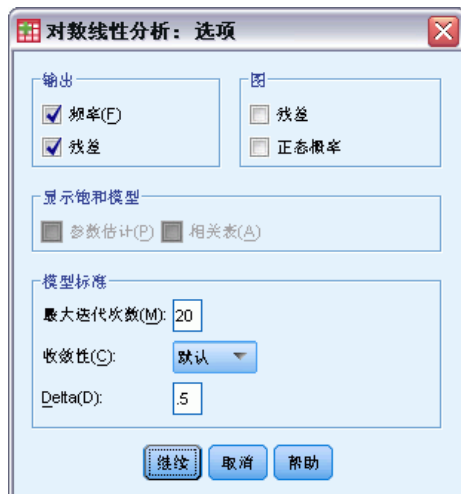 对数线性分析：选项
输出
频率(F)
残差
图
残差
正态概率
显示饱和模型
参数估计(P) 相关表(A)
模型标准
最大迭代次数(M): 20
收敛性(C): 默认
Delta(D): .5
继续 取消 帮助